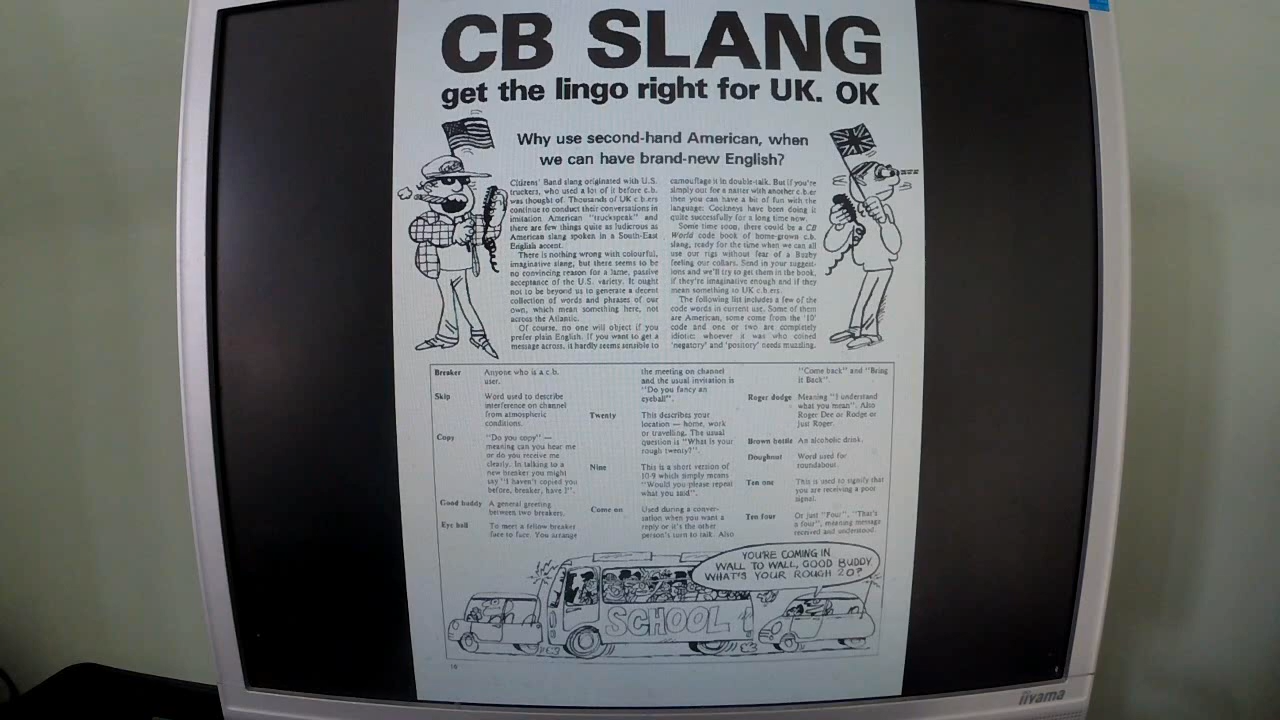 CB SLANG
get the lingo right for UK. OK
Why use second-hand American, when
we can have brand-new English?
Citizens' Band slang originated with U.S.
truckers, who used a lot of it before c.b.
was thought of. Thousands of UK c.b.ers
continue to conduct their conversations in
imitation American "truckspeak" and
there are few things quite as ludicrous as
American slang spoken in a South-East
English accent.
There is nothing wrong with colourful,
imaginative slang, but there seems to be
no convincing reason for a lame, passive
acceptance of the U.S. variety. It ought
not to be beyond us to generate a decent
collection of words and phrases of our
own, which mean something here, not
across the Atlantic.
Of course, no one will object if you
prefer plain English. If you want to get a
message across, it hardly seems sensible to
camouflage it in double-talk. But if you're
simply out for a natter with another c.b.er
then you can have a bit of fun with the
language: Cockneys have been doing it
quite successfully for a long time now.
Some time soon, there could be a CB
World code book of home-grown c.b.
slang, ready for the time when we can all
use our rigs without fear of a Buzby
feeling our collars. Send in your suggest-
ions and we'll try to get them in the book,
if they're imaginative enough and if they
mean something to UK c.b.ers.
The following list includes a few of the
code words in current use. Some of them
are American, some come from the '10'
code and one or two are completely
idiotic: whoever it was who coined
'negatory' and 'pository' needs muzzling.
Breaker Anyone who is a c.b.
user.
Skip Word used to describe
interference on channel
from atmospheric
conditions.
Copy "Do you copy" —
meaning can you hear me
or do you receive me
clearly. In talking to a
new breaker you might
say "I haven't copied you
before, breaker, have I".
Good buddy A general greeting
between two breakers.
Eye ball To meet a fellow breaker
face to face. You arrange
the meeting on channel
and the usual invitation is
"Do you fancy an
eyeball".
Twenty This describes your
location — home, work
or travelling. The usual
question is "What is your
rough twenty?".
Nine This is a short version of
10-9 which simply means
"Would you please repeat
what you said".
Come on Used during a conver-
sation when you want a
reply or it's the other
person's turn to talk. Also
"Come back" and "Bring
it Back".
Roger dodge Meaning "I understand
what you mean". Also
Roger Dee or Rodge or
just Roger.
Brown bottle An alcoholic drink.
Doughnut Word used for
roundabout.
Ten one This is used to signify that
you are receiving a poor
signal.
Ten four Or just "Four", "That's
a four", meaning message
received and understood.
YOU'RE COMING IN
WALL TO WALL, GOOD BUDDY.
WHAT'S YOUR ROUGH 20?
SCHOOL
16
iiyama